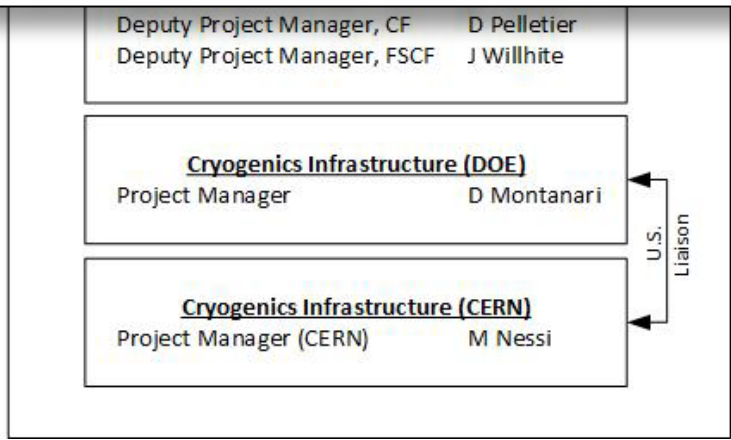 Deputy Project Manager, CF D Pelletier
Deputy Project Manager, FSCF J Willhite
Cryogenics Infrastructure (DOE)
Project Manager D Montanari
Cryogenics Infrastructure (CERN)
Project Manager (CERN) M Nessi
U.S.
Liaison